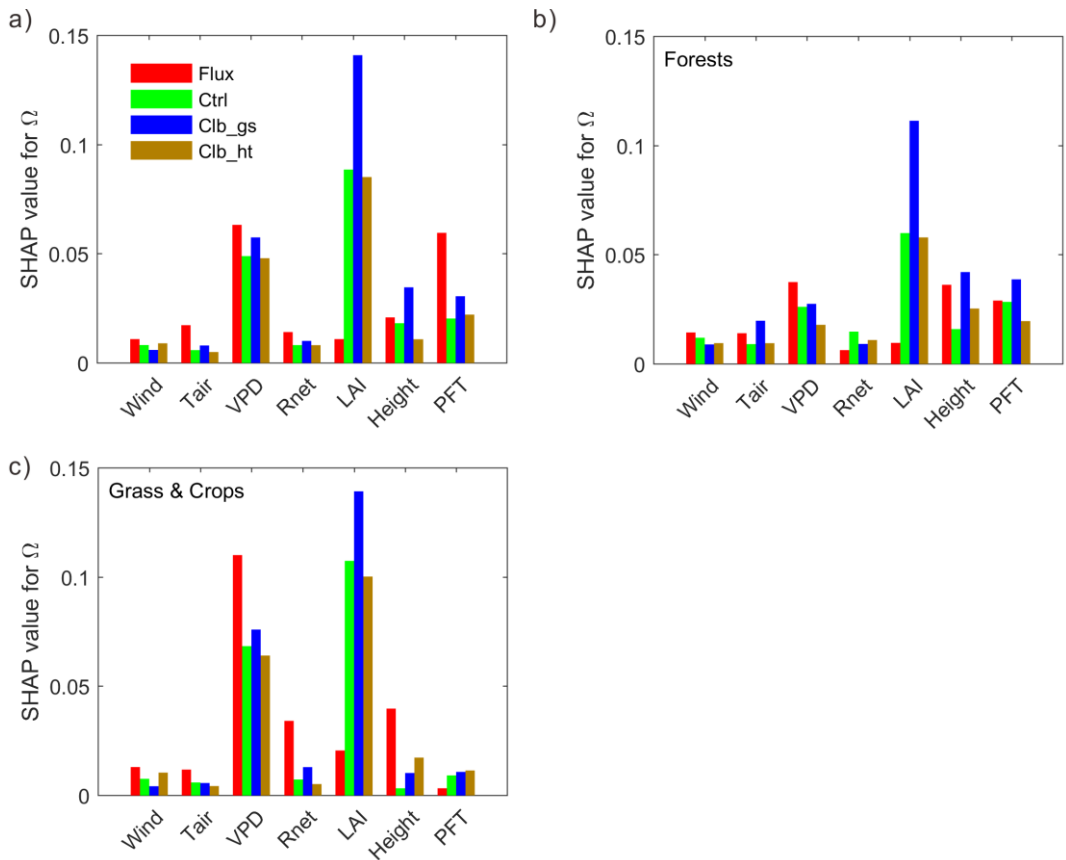 a)
0.15
0.1
0.05
0
SHAP value for Ω
Flux
Ctrl
Clb_gs
Clb_ht
Wind
Tair
VPD
Rnet
LAI
Height
PFT
b)
0.15
0.1
0.05
0
SHAP value for Ω
Forests
Wind
Tair
VPD
Rnet
LAI
Height
PFT
c)
0.15
0.1
0.05
0
SHAP value for Ω
Grass & Crops
Wind
Tair
VPD
Rnet
LAI
Height
PFT